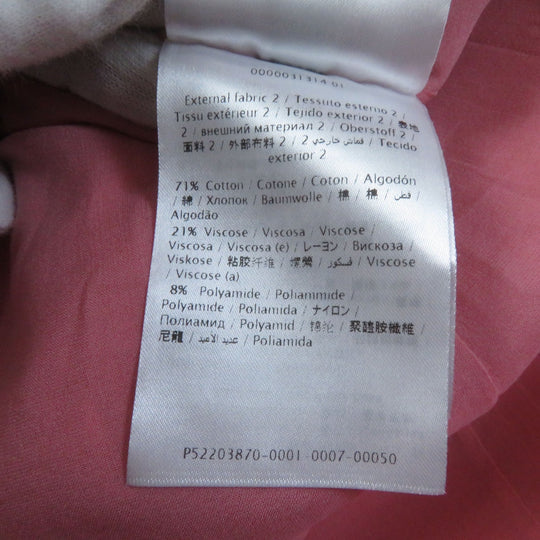 0000031314 01
External fabric 2 / Tessuto esterno 2 /
Tissu extérieur 2 / Tejido exterior 2 / 表地
2 / внешний материал 2 / Oberstoff 2 /
面料 2 / 外部布料 2 / 2 قماش خارجي / Tecido
exterior 2
71% Cotton / Cotone / Coton / Algodón
/ 綿 / Хлопок / Baumwolle / 棉 / 棉 / قطن /
Algodão
21% Viscose / Viscosa / Viscose /
Viscosa / Viscosa (e) / レーヨン / Вискоза /
Viskose / 粘胶纤维 / 嫘縈 / فسكوز / Viscose /
Viscose (a)
8% Polyamide / Poliammide /
Polyamide / Poliamida / ナイロン /
Полиамид / Polyamid / 锦纶 / 聚醯胺纖維 /
尼龍 / عديد الاميد / Poliamida
P52203870-0001-0007-00050